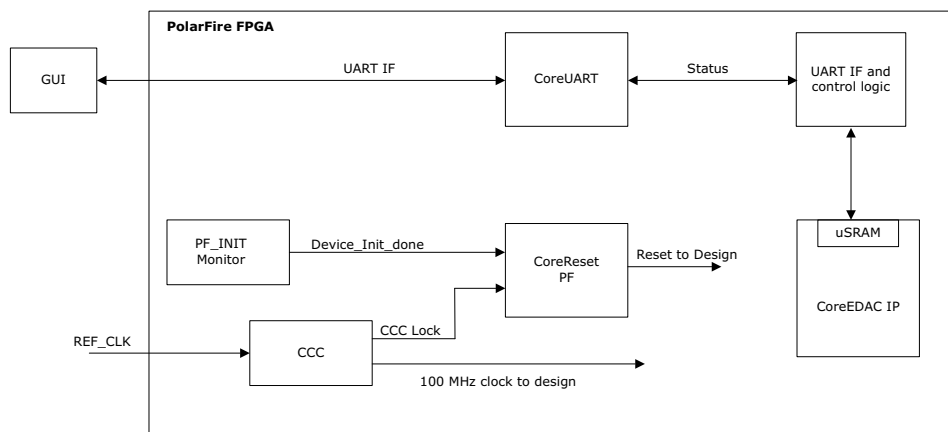 PolarFire FPGA
GUI
UART IF
CoreUART
Status
UART IF and
control logic
PF_INIT
Monitor
Device_Init_done
CoreReset
PF
Reset to Design
uSRAM
CoreEDAC IP
REF_CLK
CCC
CCC Lock
100 MHz clock to design